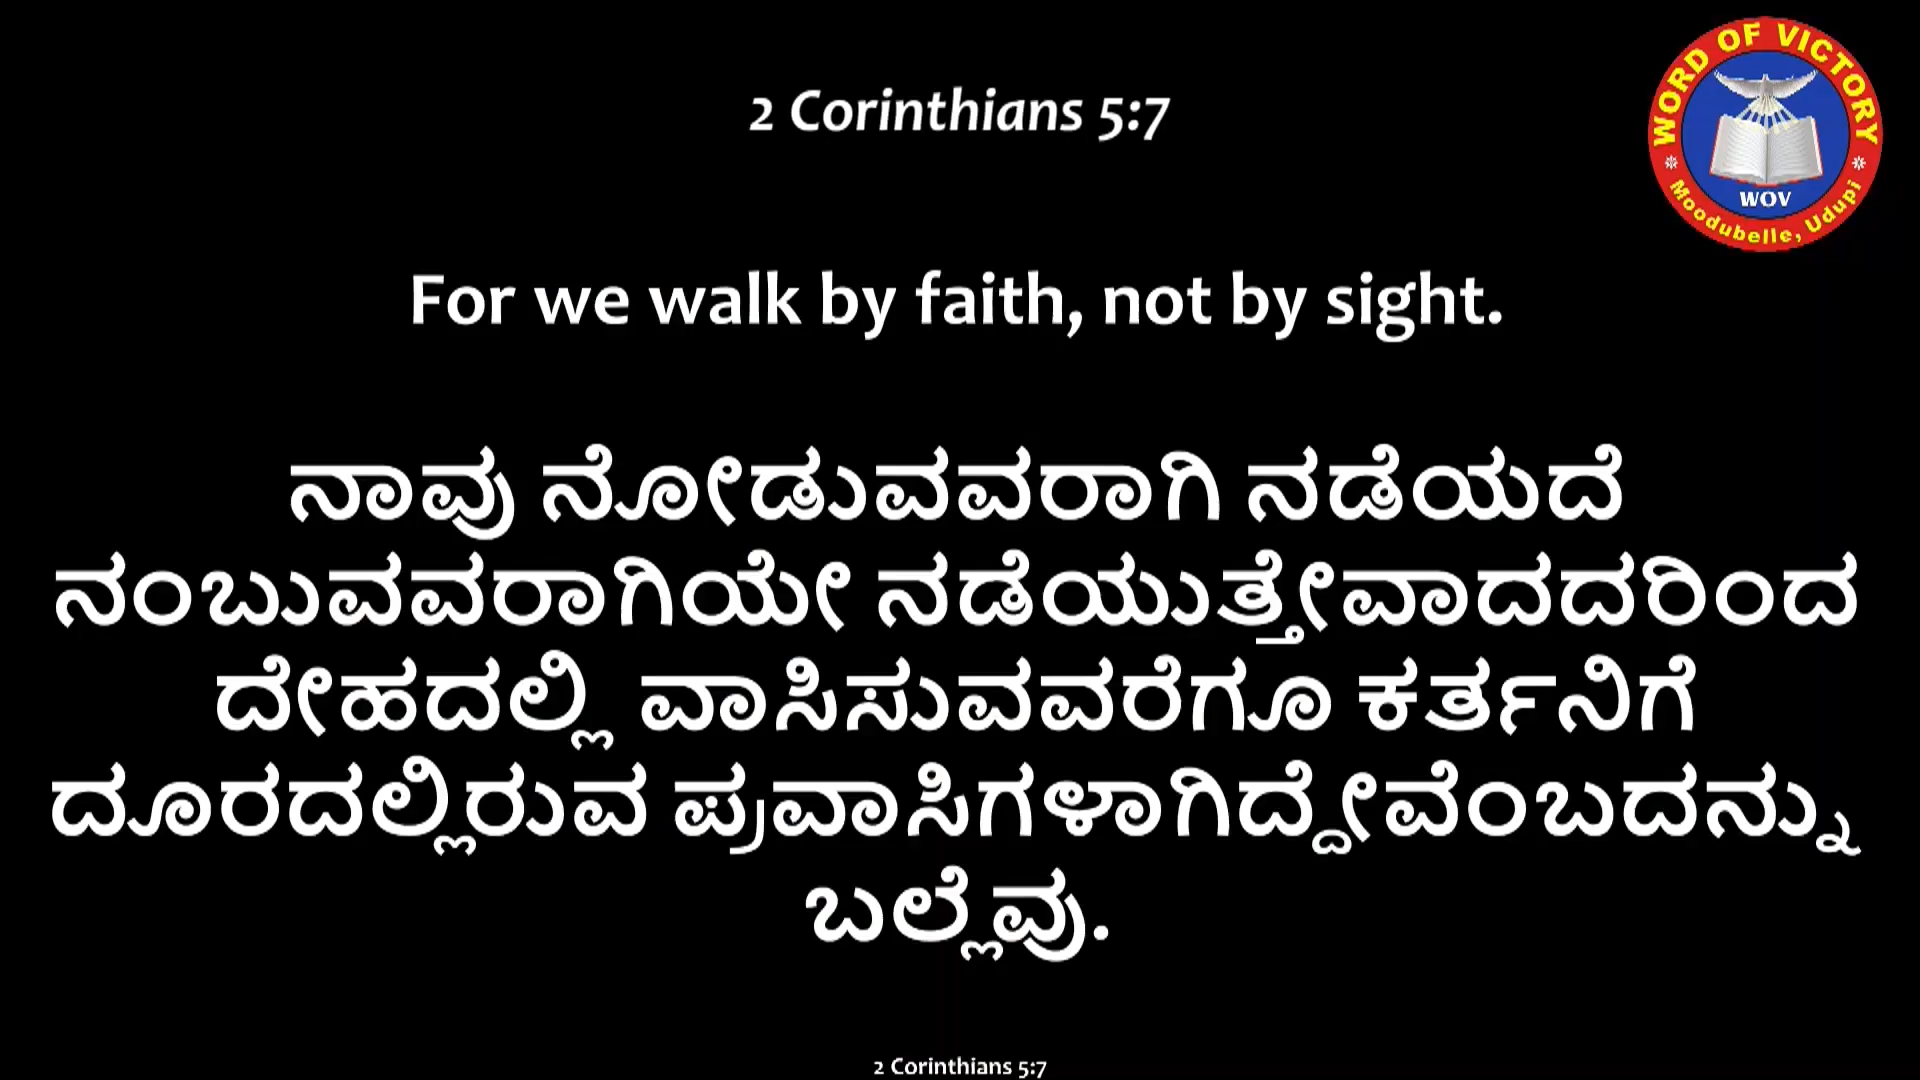 2 Corinthians 5:7
WORD OF VICTORY
WOV
Moodubelle, Udupi
For we walk by faith, not by sight.
ನಾವು ನೋಡುವವರಾಗಿ ನಡೆಯದೆ
ನಂಬುವವರಾಗಿಯೇ ನಡೆಯುತ್ತೇವಾದದರಿಂದ
ದೇಹದಲ್ಲಿ ವಾಸಿಸುವವರೆಗೂ ಕರ್ತನಿಗೆ
ದೂರದಲ್ಲಿರುವ ಪ್ರವಾಸಿಗಳಾಗಿದ್ದೇವೆಂಬದನ್ನು
ಬಲ್ಲೆವು.
2 Corinthians 5:7